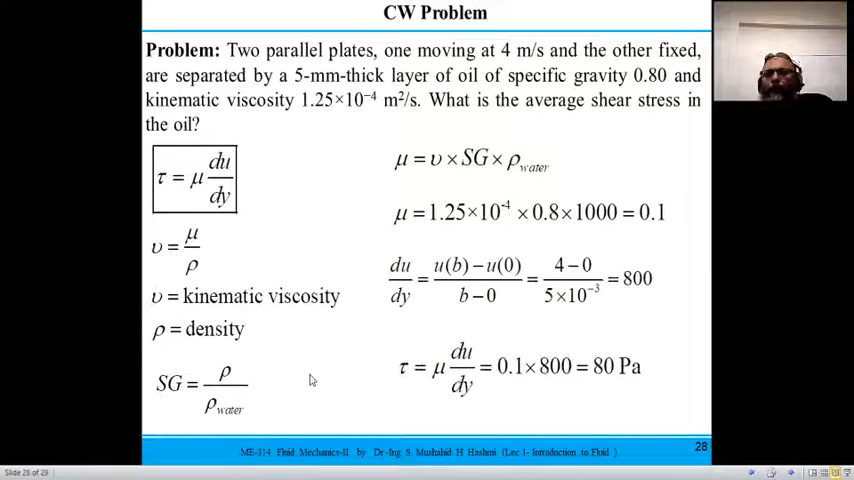 CW Problem
Problem: Two parallel plates, one moving at 4 m/s and the other fixed,
are separated by a 5-mm-thick layer of oil of specific gravity 0.80 and
kinematic viscosity 1.25×10⁻⁴ m²/s. What is the average shear stress in
the oil?
τ = μ du/dy
υ = μ/ρ
υ = kinematic viscosity
ρ = density
SG = ρ/ρ_water
μ = υ × SG × ρ_water
μ = 1.25×10⁻⁴ × 0.8×1000 = 0.1
du/dy = u(b) − u(0)/b − 0 = 4 − 0/5×10⁻³ = 800
τ = μ du/dy = 0.1×800 = 80 Pa
ME-314 Fluid Mechanics-II by Dr -Ing. S. Mushahid H Hashmi (Lec 1- Introduction to Fluid )
28
Slide 28 of 29